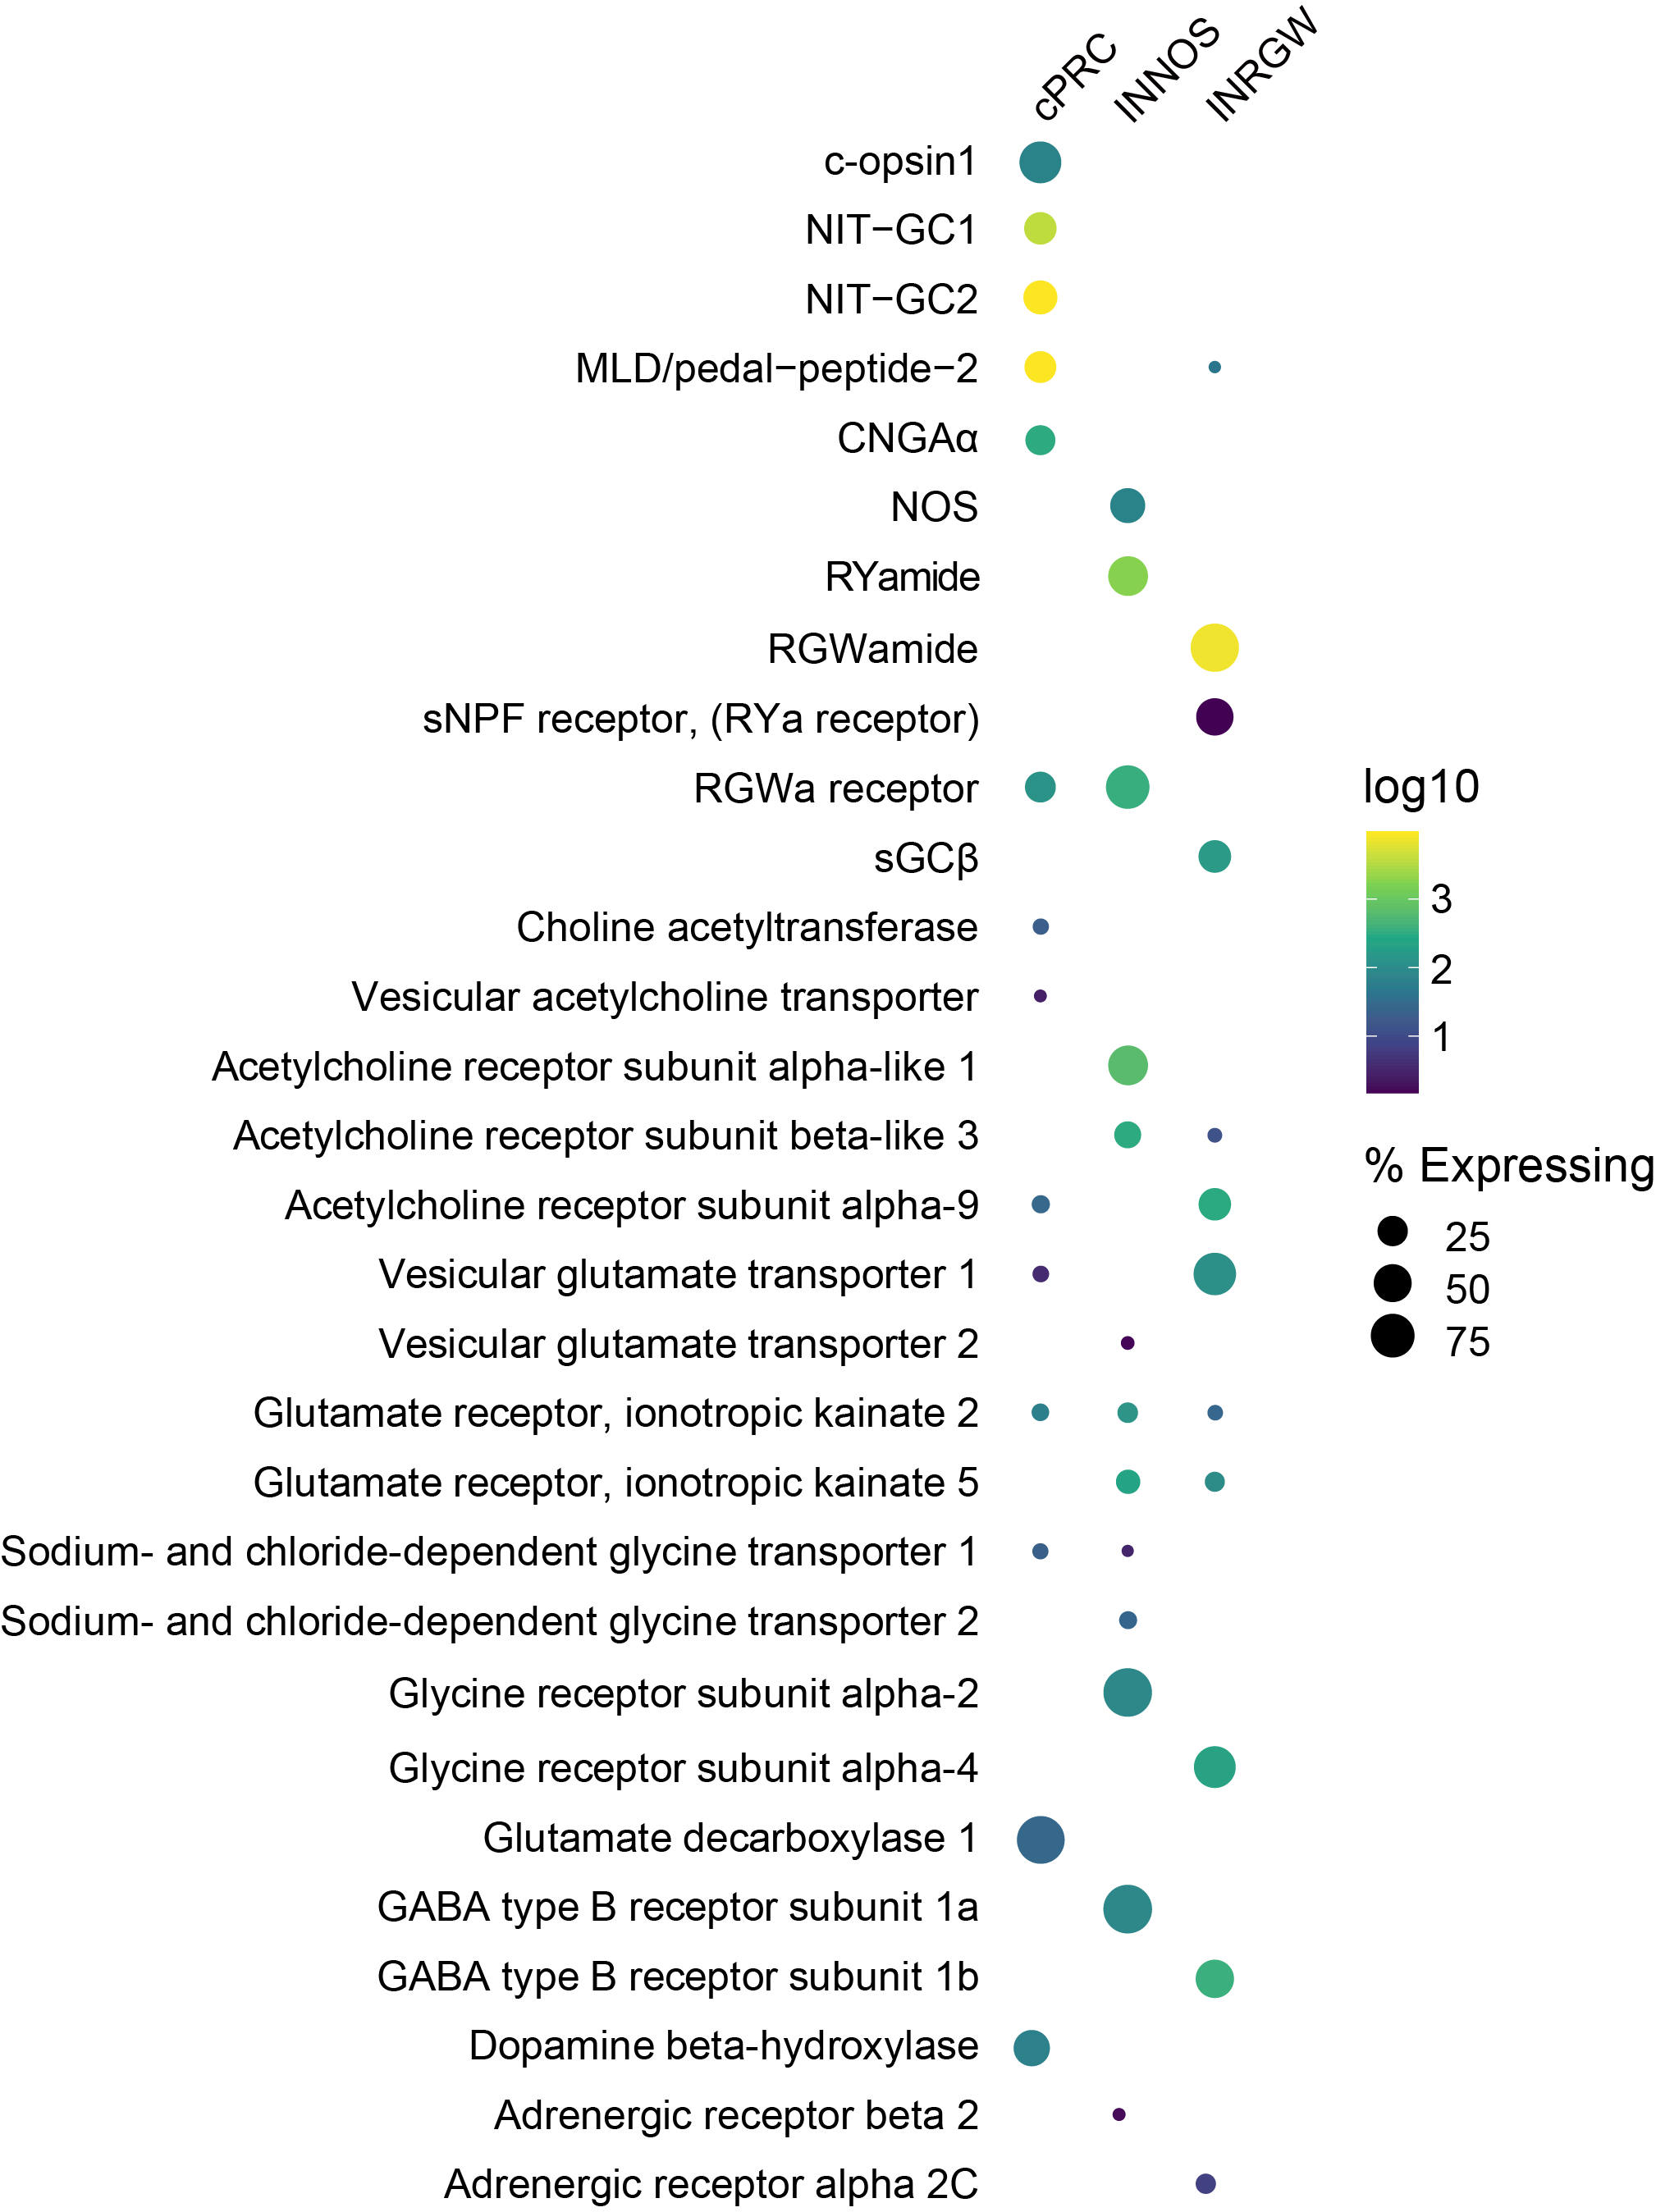 cPRC INNOS INRGW
c-opsin1
NIT−GC1
NIT−GC2
MLD/pedal−peptide−2
CNGAα
NOS
RYamide
RGWamide
sNPF receptor, (RYa receptor)
RGWa receptor
sGCβ
Choline acetyltransferase
Vesicular acetylcholine transporter
Acetylcholine receptor subunit alpha-like 1
Acetylcholine receptor subunit beta-like 3
Acetylcholine receptor subunit alpha-9
Vesicular glutamate transporter 1
Vesicular glutamate transporter 2
Glutamate receptor, ionotropic kainate 2
Glutamate receptor, ionotropic kainate 5
Sodium- and chloride-dependent glycine transporter 1
Sodium- and chloride-dependent glycine transporter 2
Glycine receptor subunit alpha-2
Glycine receptor subunit alpha-4
Glutamate decarboxylase 1
GABA type B receptor subunit 1a
GABA type B receptor subunit 1b
Dopamine beta-hydroxylase
Adrenergic receptor beta 2
Adrenergic receptor alpha 2C
log10
3
2
1
% Expressing
25
50
75